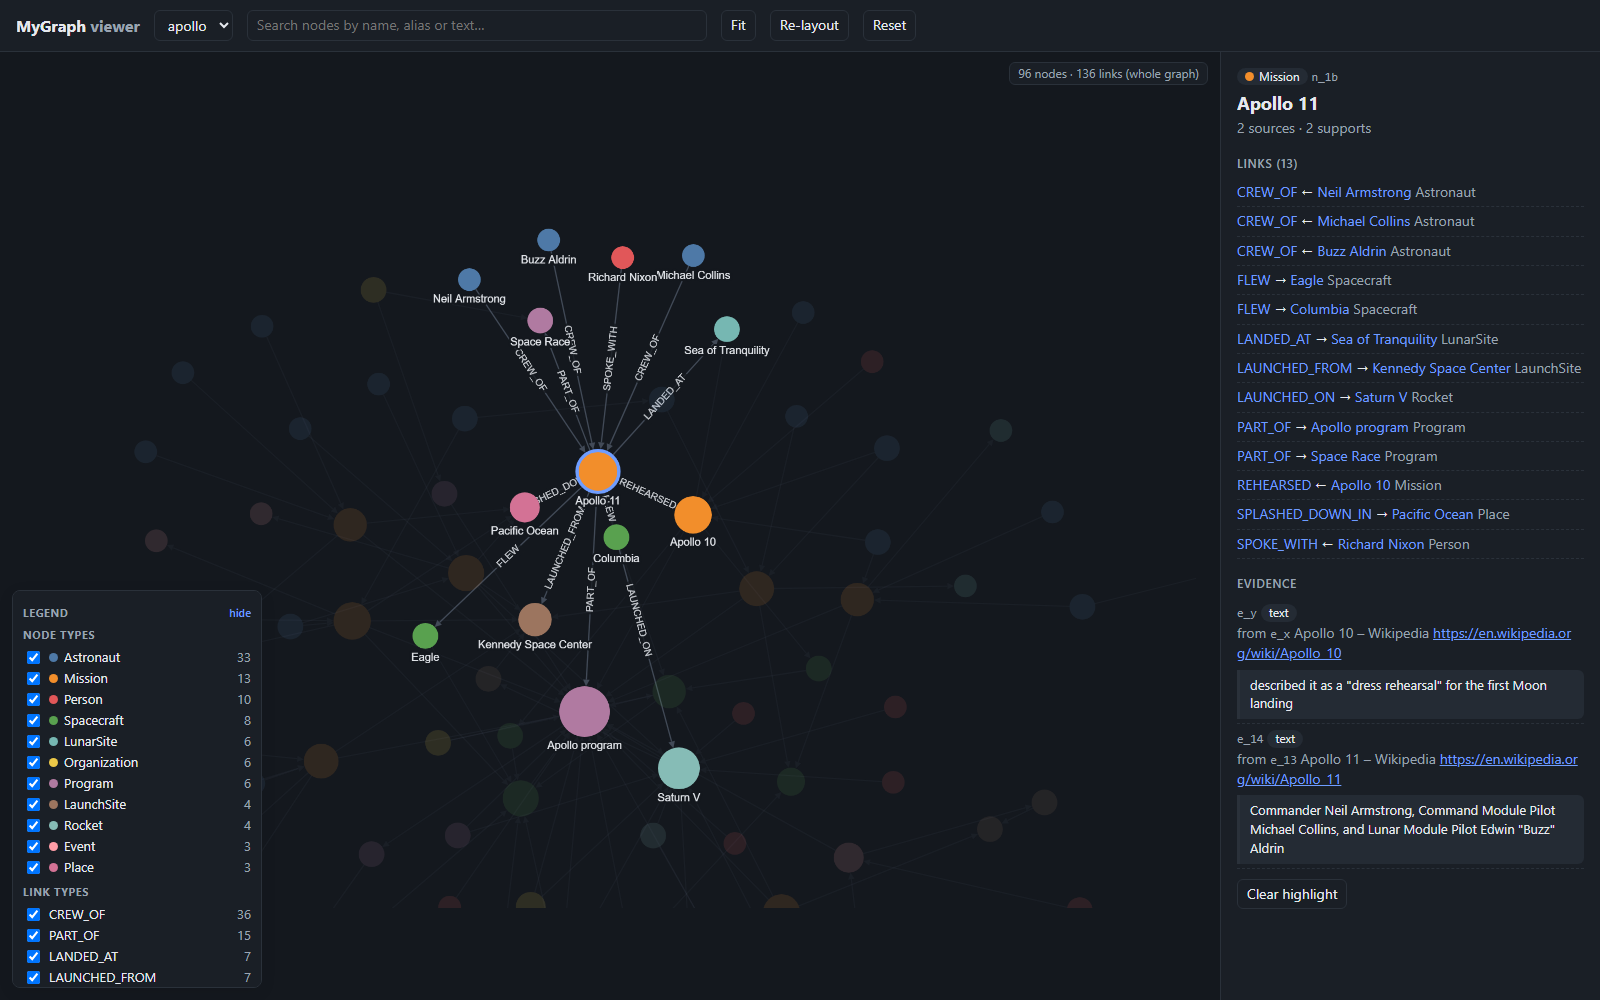 MyGraph viewer
apollo
Search nodes by name, alias or text...
Fit
Re-layout
Reset
96 nodes · 136 links (whole graph)
Buzz Aldrin
Richard Nixon
Michael Collins
Neil Armstrong
Space Race
Sea of Tranquility
CREW_OF
PART_OF
CREW_OF
SPOKE_WITH
CREW_OF
LANDED_AT
Apollo 11
REHEARSED
Pacific Ocean
Apollo 10
Columbia
FLEW
LAUNCHED_FROM
PART_OF
LAUNCHED_ON
Kennedy Space Center
Eagle
Apollo program
Saturn V
LEGEND
hide
NODE TYPES
Astronaut 33
Mission 13
Person 10
Spacecraft 8
LunarSite 6
Organization 6
Program 6
LaunchSite 4
Rocket 4
Event 3
Place 3
LINK TYPES
CREW_OF 36
PART_OF 15
LANDED_AT 7
LAUNCHED_FROM 7
Mission n_1b
Apollo 11
2 sources · 2 supports
LINKS (13)
CREW_OF ← Neil Armstrong Astronaut
CREW_OF ← Michael Collins Astronaut
CREW_OF ← Buzz Aldrin Astronaut
FLEW → Eagle Spacecraft
FLEW → Columbia Spacecraft
LANDED_AT → Sea of Tranquility LunarSite
LAUNCHED_FROM → Kennedy Space Center LaunchSite
LAUNCHED_ON → Saturn V Rocket
PART_OF → Apollo program Program
PART_OF → Space Race Program
REHEARSED ← Apollo 10 Mission
SPLASHED_DOWN_IN → Pacific Ocean Place
SPOKE_WITH ← Richard Nixon Person
EVIDENCE
e_y text
from e_x Apollo 10 – Wikipedia https://en.wikipedia.or
g/wiki/Apollo_10
described it as a "dress rehearsal" for the first Moon
landing
e_14 text
from e_13 Apollo 11 – Wikipedia https://en.wikipedia.or
g/wiki/Apollo_11
Commander Neil Armstrong, Command Module Pilot
Michael Collins, and Lunar Module Pilot Edwin "Buzz"
Aldrin
Clear highlight